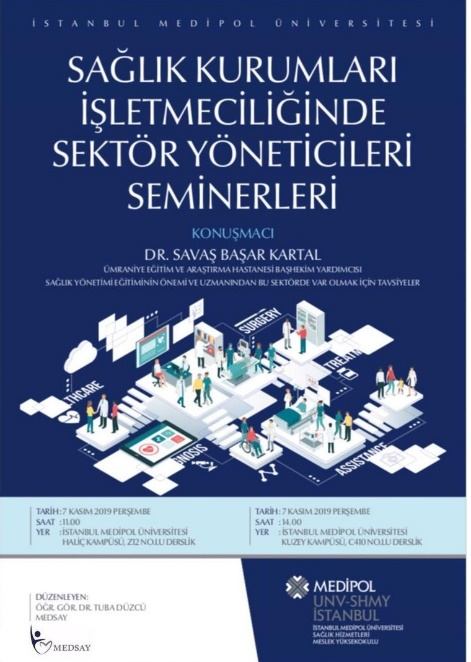 İSTANBUL MEDİPOL ÜNİVERSİTESİ
SAĞLIK KURUMLARI
İŞLETMECİLİĞİNDE
SEKTÖR YÖNETİCİLERİ
SEMİNERLERİ
KONUŞMACI
DR. SAVAŞ BAŞAR KARTAL
ÜMRANİYE EĞİTİM VE ARAŞTIRMA HASTANESİ BAŞHEKİM YARDIMCISI
SAĞLIK YÖNETİMİ EĞİTİMİNİN ÖNEMİ VE UZMANINDAN BU SEKTÖRDE VAR OLMAK İÇİN TAVSİYELER
SURGERY
TREATM
THCARE
GNOSIS
ASSISTANCE
TARİH : 7 KASIM 2019 PERŞEMBE
SAAT : 11.00
YER : İSTANBUL MEDİPOL ÜNİVERSİTESİ
HALİÇ KAMPÜSÜ, Z12 NO.LU DERSLİK
TARİH : 7 KASIM 2019 PERŞEMBE
SAAT : 14.00
YER : İSTANBUL MEDİPOL ÜNİVERSİTESİ
KUZEY KAMPÜSÜ, C410 NO.LU DERSLİK
DÜZENLEYEN:
ÖĞR. GÖR. DR. TUBA DÜZCÜ
MEDSAY
MEDSAY
MEDİPOL
UNV-SHMY
İSTANBUL
İSTANBUL MEDİPOL ÜNİVERSİTESİ
SAĞLIK HİZMETLERİ
MESLEK YÜKSEKOKULU